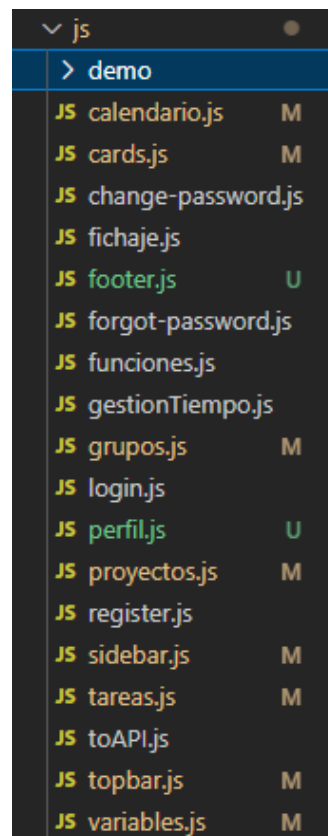 js
demo
JS calendario.js M
JS cards.js M
JS change-password.js
JS fichaje.js
JS footer.js U
JS forgot-password.js
JS funciones.js
JS gestionTiempo.js
JS grupos.js M
JS login.js
JS perfil.js U
JS proyectos.js M
JS register.js
JS sidebar.js M
JS tareas.js M
JS toAPI.js
JS topbar.js M
JS variables.js M